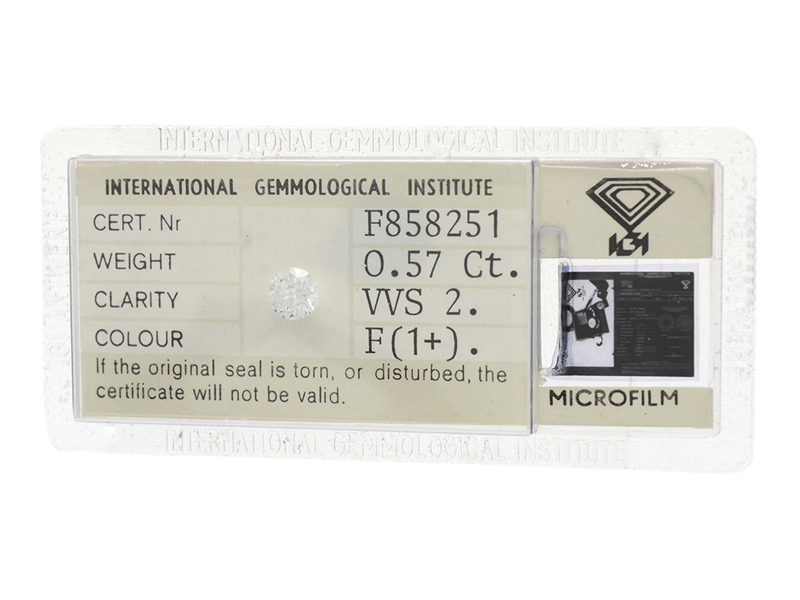 INTERNATIONAL GEMMOLOGICAL INSTITUTE
INTERNATIONAL GEMMOLOGICAL INSTITUTE
CERT. Nr F858251
WEIGHT 0.57 Ct.
CLARITY VVS 2.
COLOUR F(1+).
If the original seal is torn, or disturbed, the
certificate will not be valid.
IGI
MICROFILM
INTERNATIONAL GEMMOLOGICAL INSTITUTE